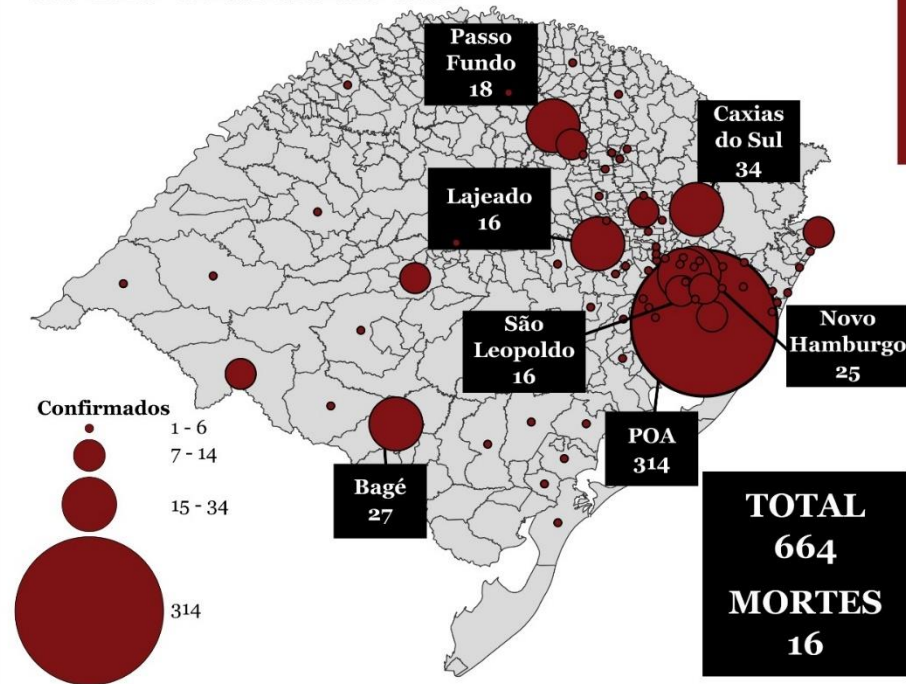 Passo
Fundo
18
Caxias
do Sul
34
Lajeado
16
São
Leopoldo
16
Novo
Hamburgo
25
Confirmados
1 - 6
7 - 14
15 - 34
314
Bagé
27
POA
314
TOTAL
664
MORTES
16